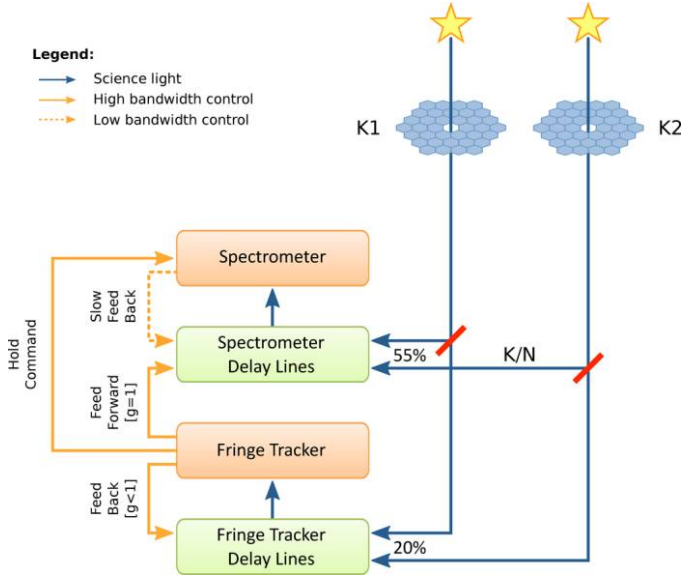 Legend:
Science light
High bandwidth control
Low bandwidth control
K1
K2
Spectrometer
Slow
Feed
Back
Spectrometer
Delay Lines
55%
K/N
Hold
Command
Feed
Forward
[g=1]
Fringe Tracker
Feed
Back
[g<1]
Fringe Tracker
Delay Lines
20%